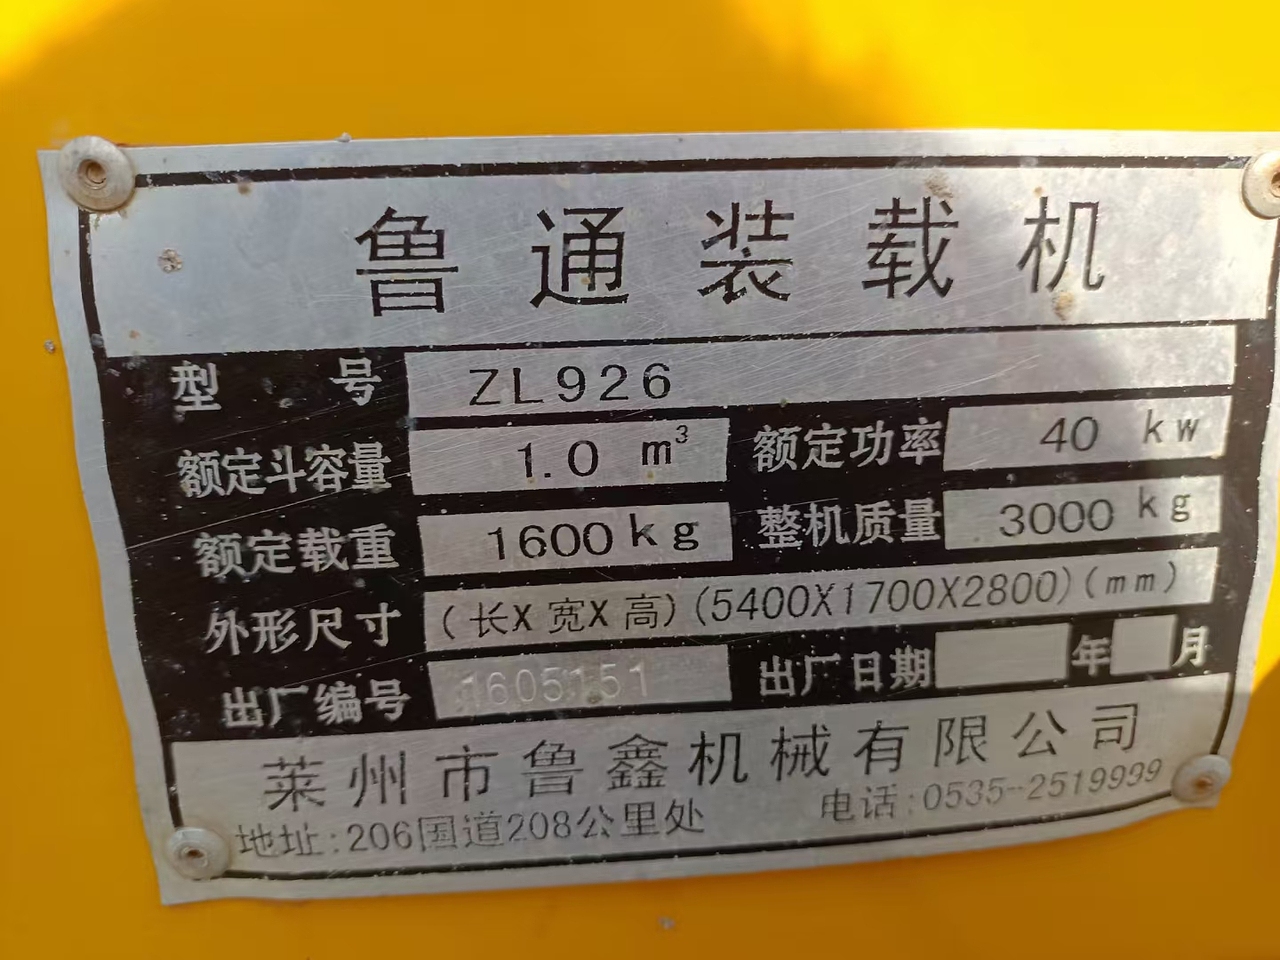 鲁通装载机
型号 ZL926
额定斗容量 1.0 m³ 额定功率 40 kw
额定载重 1600kg 整机质量 3000kg
外形尺寸 (长X宽X高)(5400X1700X2800)(mm)
出厂编号 1605151 出厂日期 年 月
莱州市鲁鑫机械有限公司
地址:206国道208公里处 电话:0535-2519999